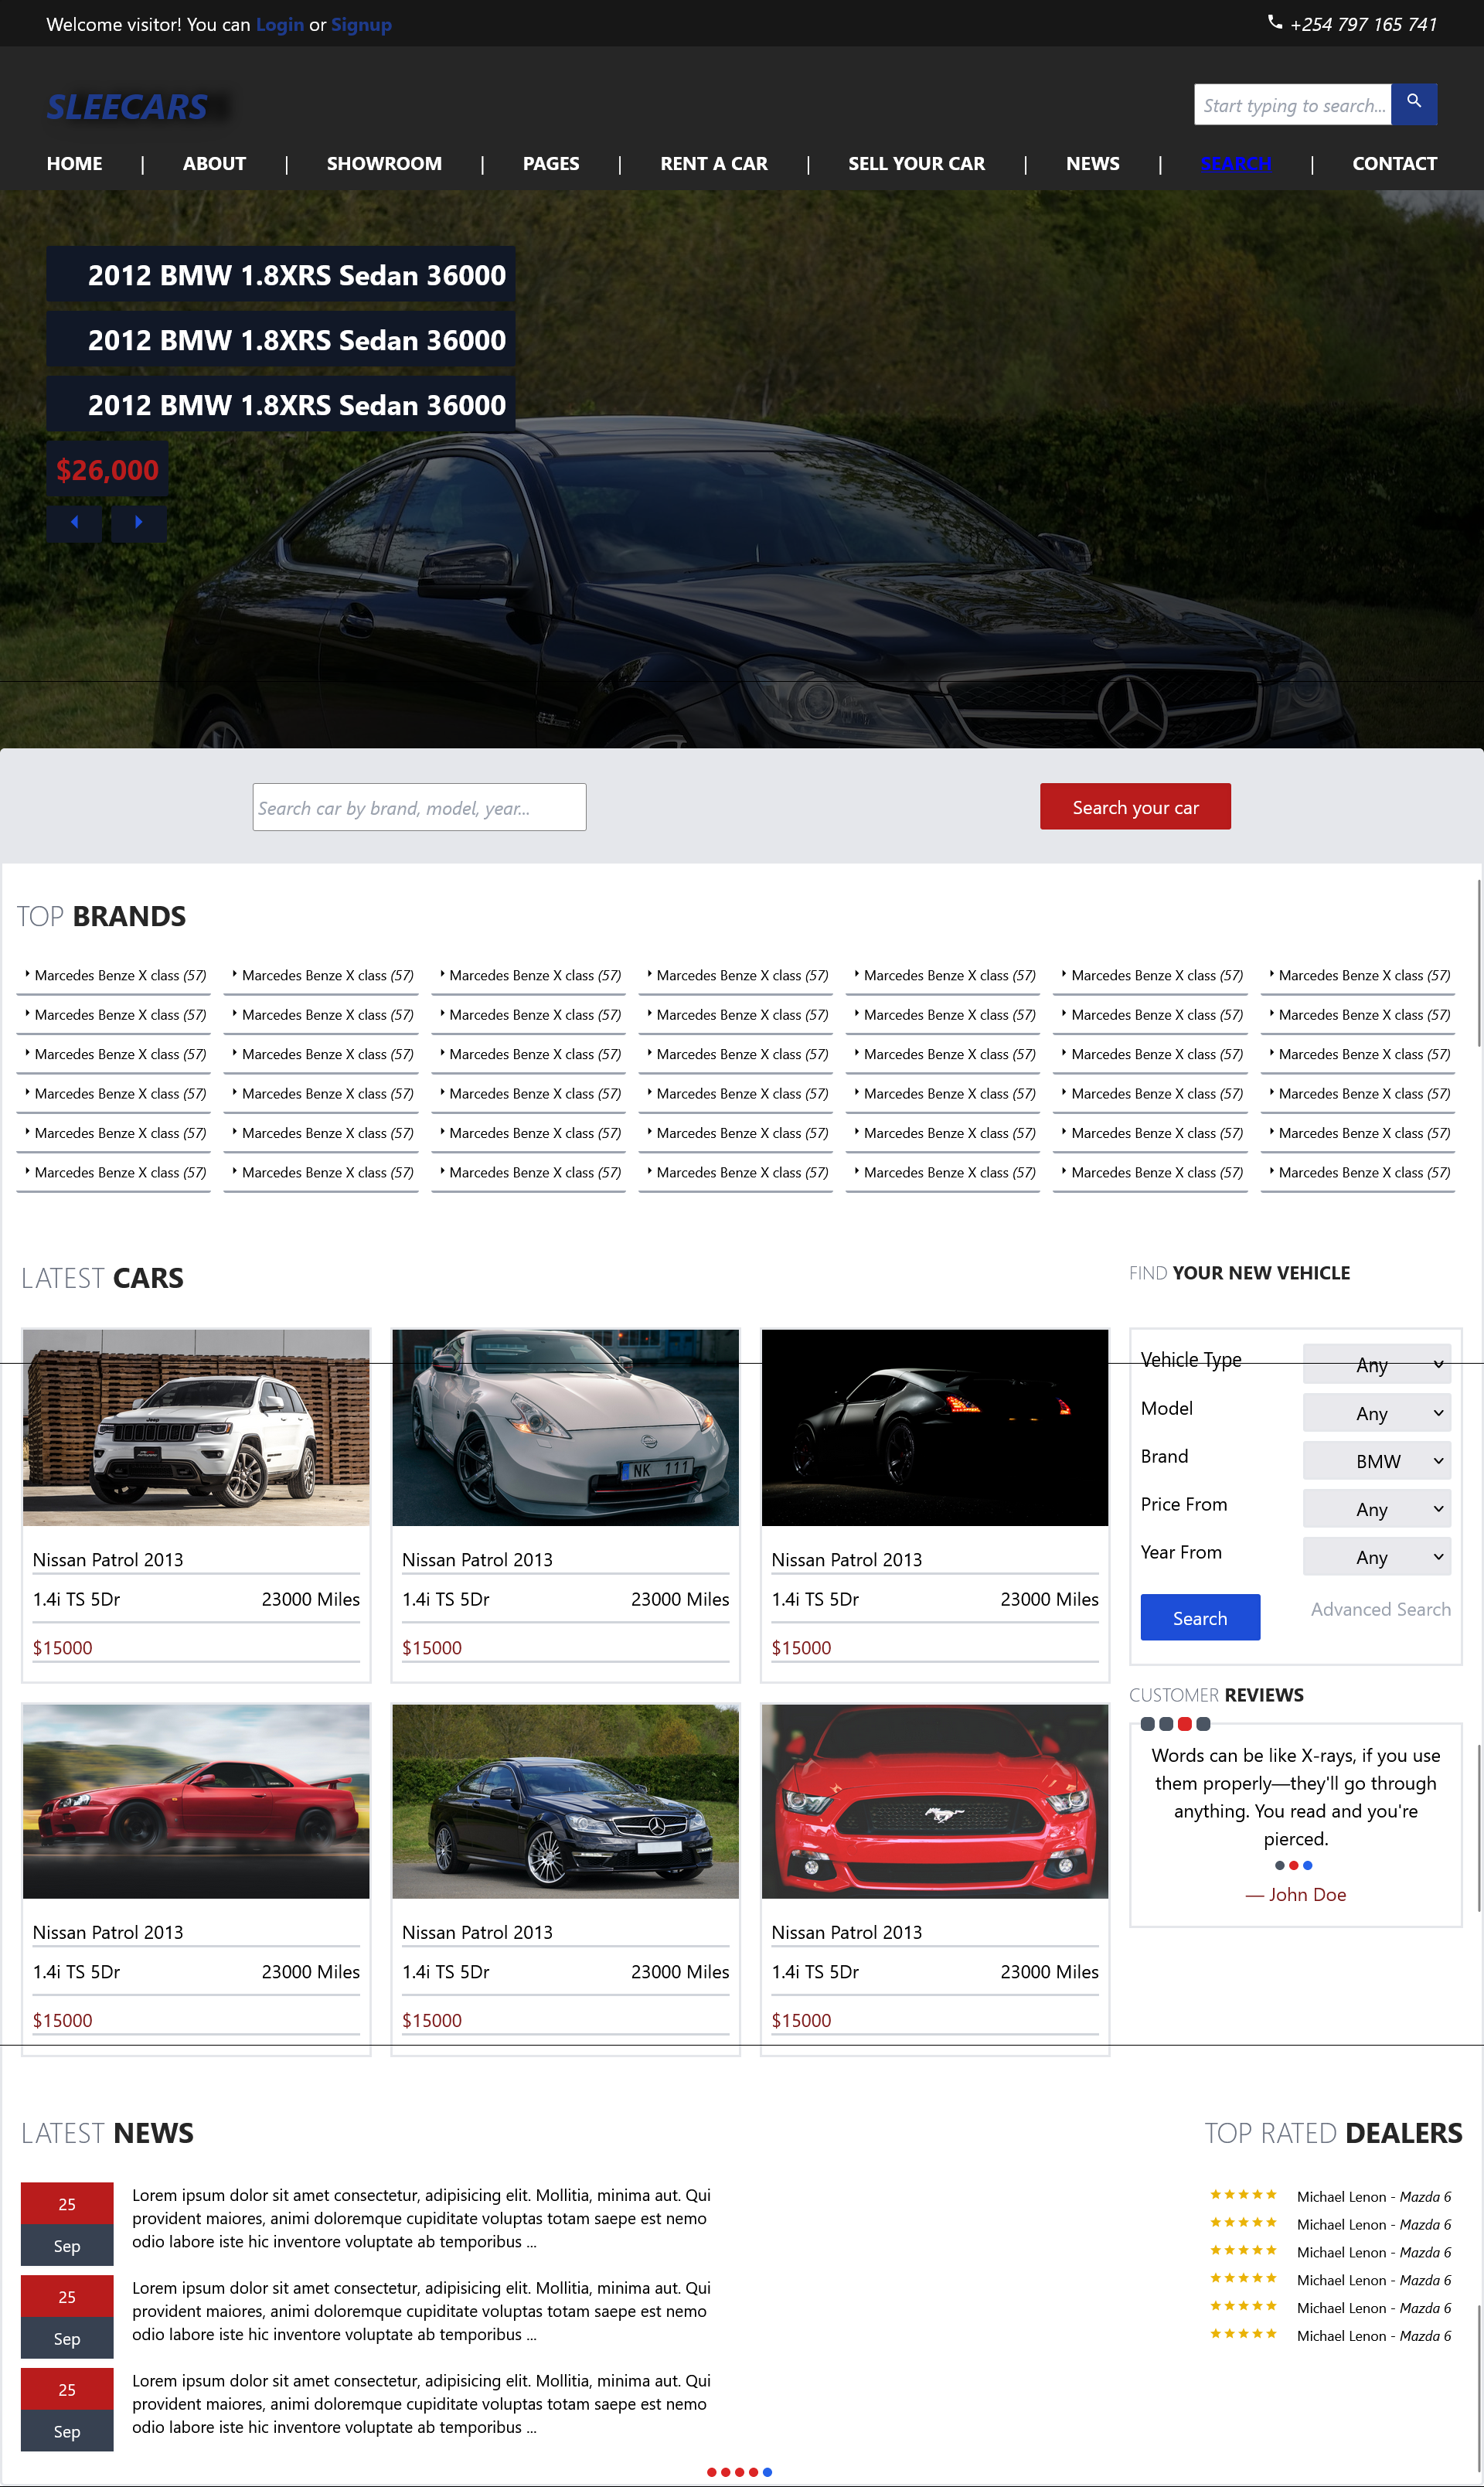 Welcome visitor! You can Login or Signup
+254 797 165 741
SLEECARS
Start typing to search...
HOME | ABOUT | SHOWROOM | PAGES | RENT A CAR | SELL YOUR CAR | NEWS | SEARCH | CONTACT
2012 BMW 1.8XRS Sedan 36000
2012 BMW 1.8XRS Sedan 36000
2012 BMW 1.8XRS Sedan 36000
$26,000
Search car by brand, model, year...
Search your car
TOP BRANDS
Marcedes Benze X class (57) Marcedes Benze X class (57) Marcedes Benze X class (57) Marcedes Benze X class (57) Marcedes Benze X class (57) Marcedes Benze X class (57) Marcedes Benze X class (57)
Marcedes Benze X class (57) Marcedes Benze X class (57) Marcedes Benze X class (57) Marcedes Benze X class (57) Marcedes Benze X class (57) Marcedes Benze X class (57) Marcedes Benze X class (57)
Marcedes Benze X class (57) Marcedes Benze X class (57) Marcedes Benze X class (57) Marcedes Benze X class (57) Marcedes Benze X class (57) Marcedes Benze X class (57) Marcedes Benze X class (57)
Marcedes Benze X class (57) Marcedes Benze X class (57) Marcedes Benze X class (57) Marcedes Benze X class (57) Marcedes Benze X class (57) Marcedes Benze X class (57) Marcedes Benze X class (57)
Marcedes Benze X class (57) Marcedes Benze X class (57) Marcedes Benze X class (57) Marcedes Benze X class (57) Marcedes Benze X class (57) Marcedes Benze X class (57) Marcedes Benze X class (57)
Marcedes Benze X class (57) Marcedes Benze X class (57) Marcedes Benze X class (57) Marcedes Benze X class (57) Marcedes Benze X class (57) Marcedes Benze X class (57) Marcedes Benze X class (57)
LATEST CARS
NK 111
Nissan Patrol 2013 Nissan Patrol 2013 Nissan Patrol 2013
1.4i TS 5Dr 23000 Miles 1.4i TS 5Dr 23000 Miles 1.4i TS 5Dr 23000 Miles
$15000 $15000 $15000
Nissan Patrol 2013 Nissan Patrol 2013 Nissan Patrol 2013
1.4i TS 5Dr 23000 Miles 1.4i TS 5Dr 23000 Miles 1.4i TS 5Dr 23000 Miles
$15000 $15000 $15000
FIND YOUR NEW VEHICLE
Vehicle Type Any
Model Any
Brand BMW
Price From Any
Year From Any
Search Advanced Search
CUSTOMER REVIEWS
Words can be like X-rays, if you use
them properly—they'll go through
anything. You read and you're
pierced.
— John Doe
LATEST NEWS
25
Sep
Lorem ipsum dolor sit amet consectetur, adipisicing elit. Mollitia, minima aut. Qui
provident maiores, animi doloremque cupiditate voluptas totam saepe est nemo
odio labore iste hic inventore voluptate ab temporibus ...
25
Sep
Lorem ipsum dolor sit amet consectetur, adipisicing elit. Mollitia, minima aut. Qui
provident maiores, animi doloremque cupiditate voluptas totam saepe est nemo
odio labore iste hic inventore voluptate ab temporibus ...
25
Sep
Lorem ipsum dolor sit amet consectetur, adipisicing elit. Mollitia, minima aut. Qui
provident maiores, animi doloremque cupiditate voluptas totam saepe est nemo
odio labore iste hic inventore voluptate ab temporibus ...
TOP RATED DEALERS
Michael Lenon - Mazda 6
Michael Lenon - Mazda 6
Michael Lenon - Mazda 6
Michael Lenon - Mazda 6
Michael Lenon - Mazda 6
Michael Lenon - Mazda 6